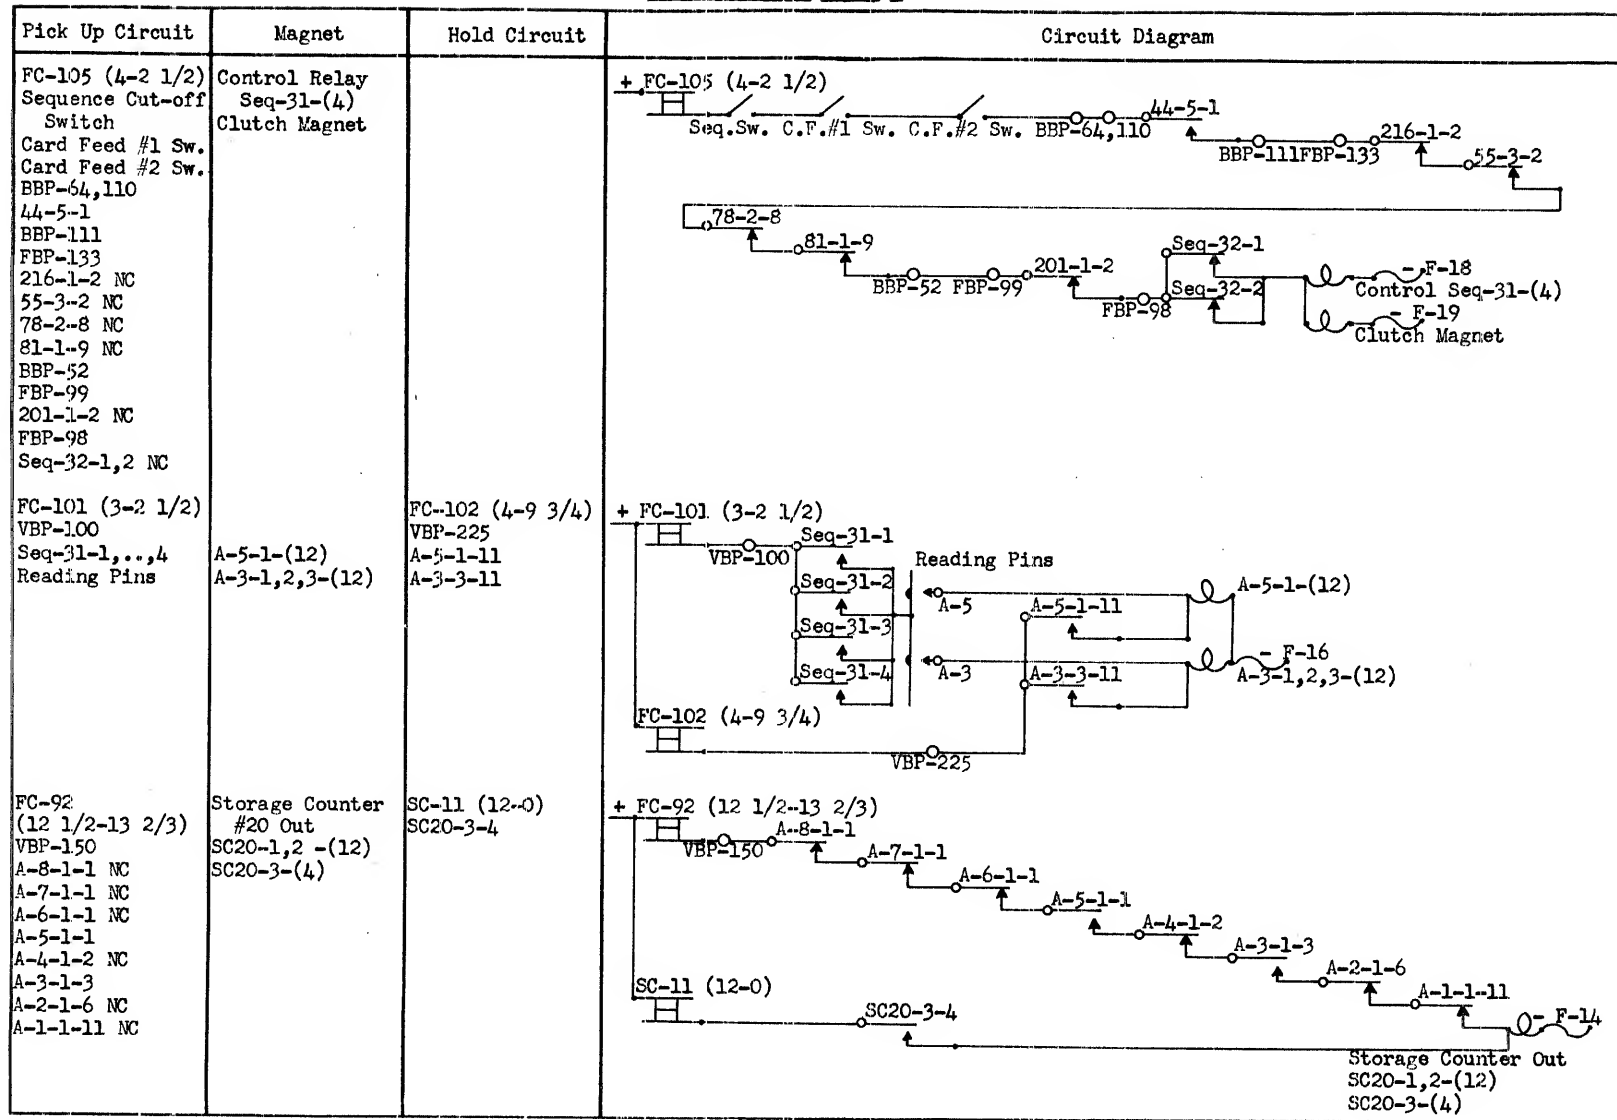 Pick Up Circuit
Magnet
Hold Circuit
Circuit Diagram
FC-105 (4-2 1/2)
Sequence Cut-off
Switch
Card Feed #1 Sw.
Card Feed #2 Sw.
BBP-64,110
44-5-1
BBP-111
FBP-133
216-1-2 NC
55-3-2 NC
78-2-8 NC
81-1-9 NC
BBP-52
FBP-99
201-1-2 NC
FBP-98
Seq-32-1,2 NC
Control Relay
Seq-31-(4)
Clutch Magnet
+ FC-105 (4-2 1/2)
Seq.Sw. C.F.#1 Sw. C.F.#2 Sw. BBP-64,110
44-5-1
BBP-111 FBP-133
216-1-2
55-3-2
78-2-8
81-1-9
BBP-52 FBP-99
201-1-2
FBP-98
Seq-32-1
Seq-32-2
- F-18
Control Seq-31-(4)
- F-19
Clutch Magnet
FC-101 (3-2 1/2)
VBP-100
Seq-31-1,..,4
Reading Pins
A-5-1-(12)
A-3-1,2,3-(12)
FC-102 (4-9 3/4)
VBP-225
A-5-1-11
A-3-3-11
+ FC-101 (3-2 1/2)
VBP-100
Seq-31-1
Seq-31-2
Seq-31-3
Seq-31-4
Reading Pins
A-5
A-3
A-5-1-11
A-3-3-11
A-5-1-(12)
- F-16
A-3-1,2,3-(12)
FC-102 (4-9 3/4)
VBP-225
FC-92
(12 1/2-13 2/3)
VBP-150
A-8-1-1 NC
A-7-1-1 NC
A-6-1-1 NC
A-5-1-1
A-4-1-2 NC
A-3-1-3
A-2-1-6 NC
A-1-1-11 NC
Storage Counter
#20 Out
SC20-1,2 -(12)
SC20-3-(4)
SC-11 (12-0)
SC20-3-4
+ FC-92 (12 1/2-13 2/3)
VBP-150
A-8-1-1
A-7-1-1
A-6-1-1
A-5-1-1
A-4-1-2
A-3-1-3
A-2-1-6
A-1-1-11
SC-11 (12-0)
SC20-3-4
- F-14
Storage Counter Out
SC20-1,2-(12)
SC20-3-(4)